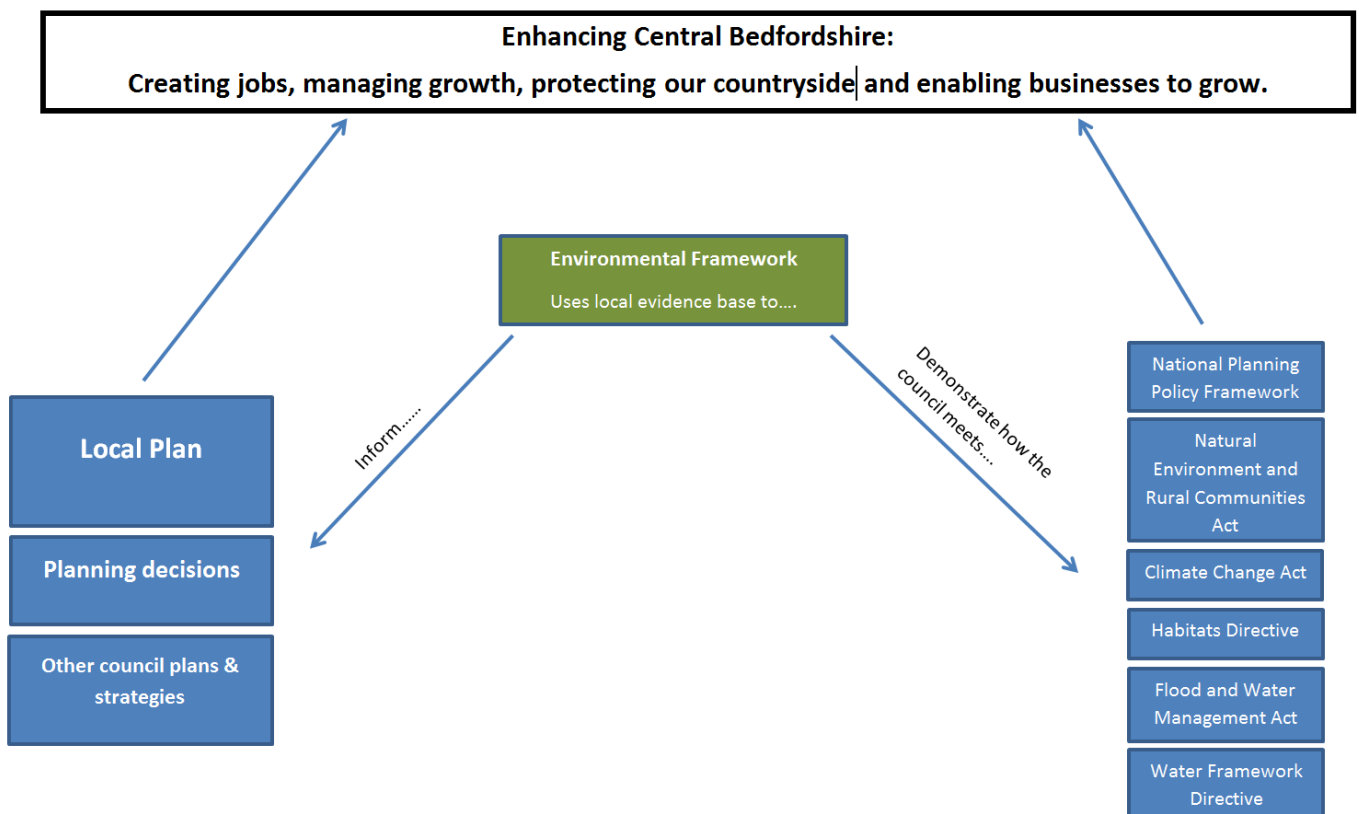 Enhancing Central Bedfordshire:
Creating jobs, managing growth, protecting our countryside and enabling businesses to grow.
Environmental Framework
Uses local evidence base to....
Inform......
Demonstrate how the
council meets....
Local Plan
Planning decisions
Other council plans &
strategies
National Planning
Policy Framework
Natural
Environment and
Rural Communities
Act
Climate Change Act
Habitats Directive
Flood and Water
Management Act
Water Framework
Directive